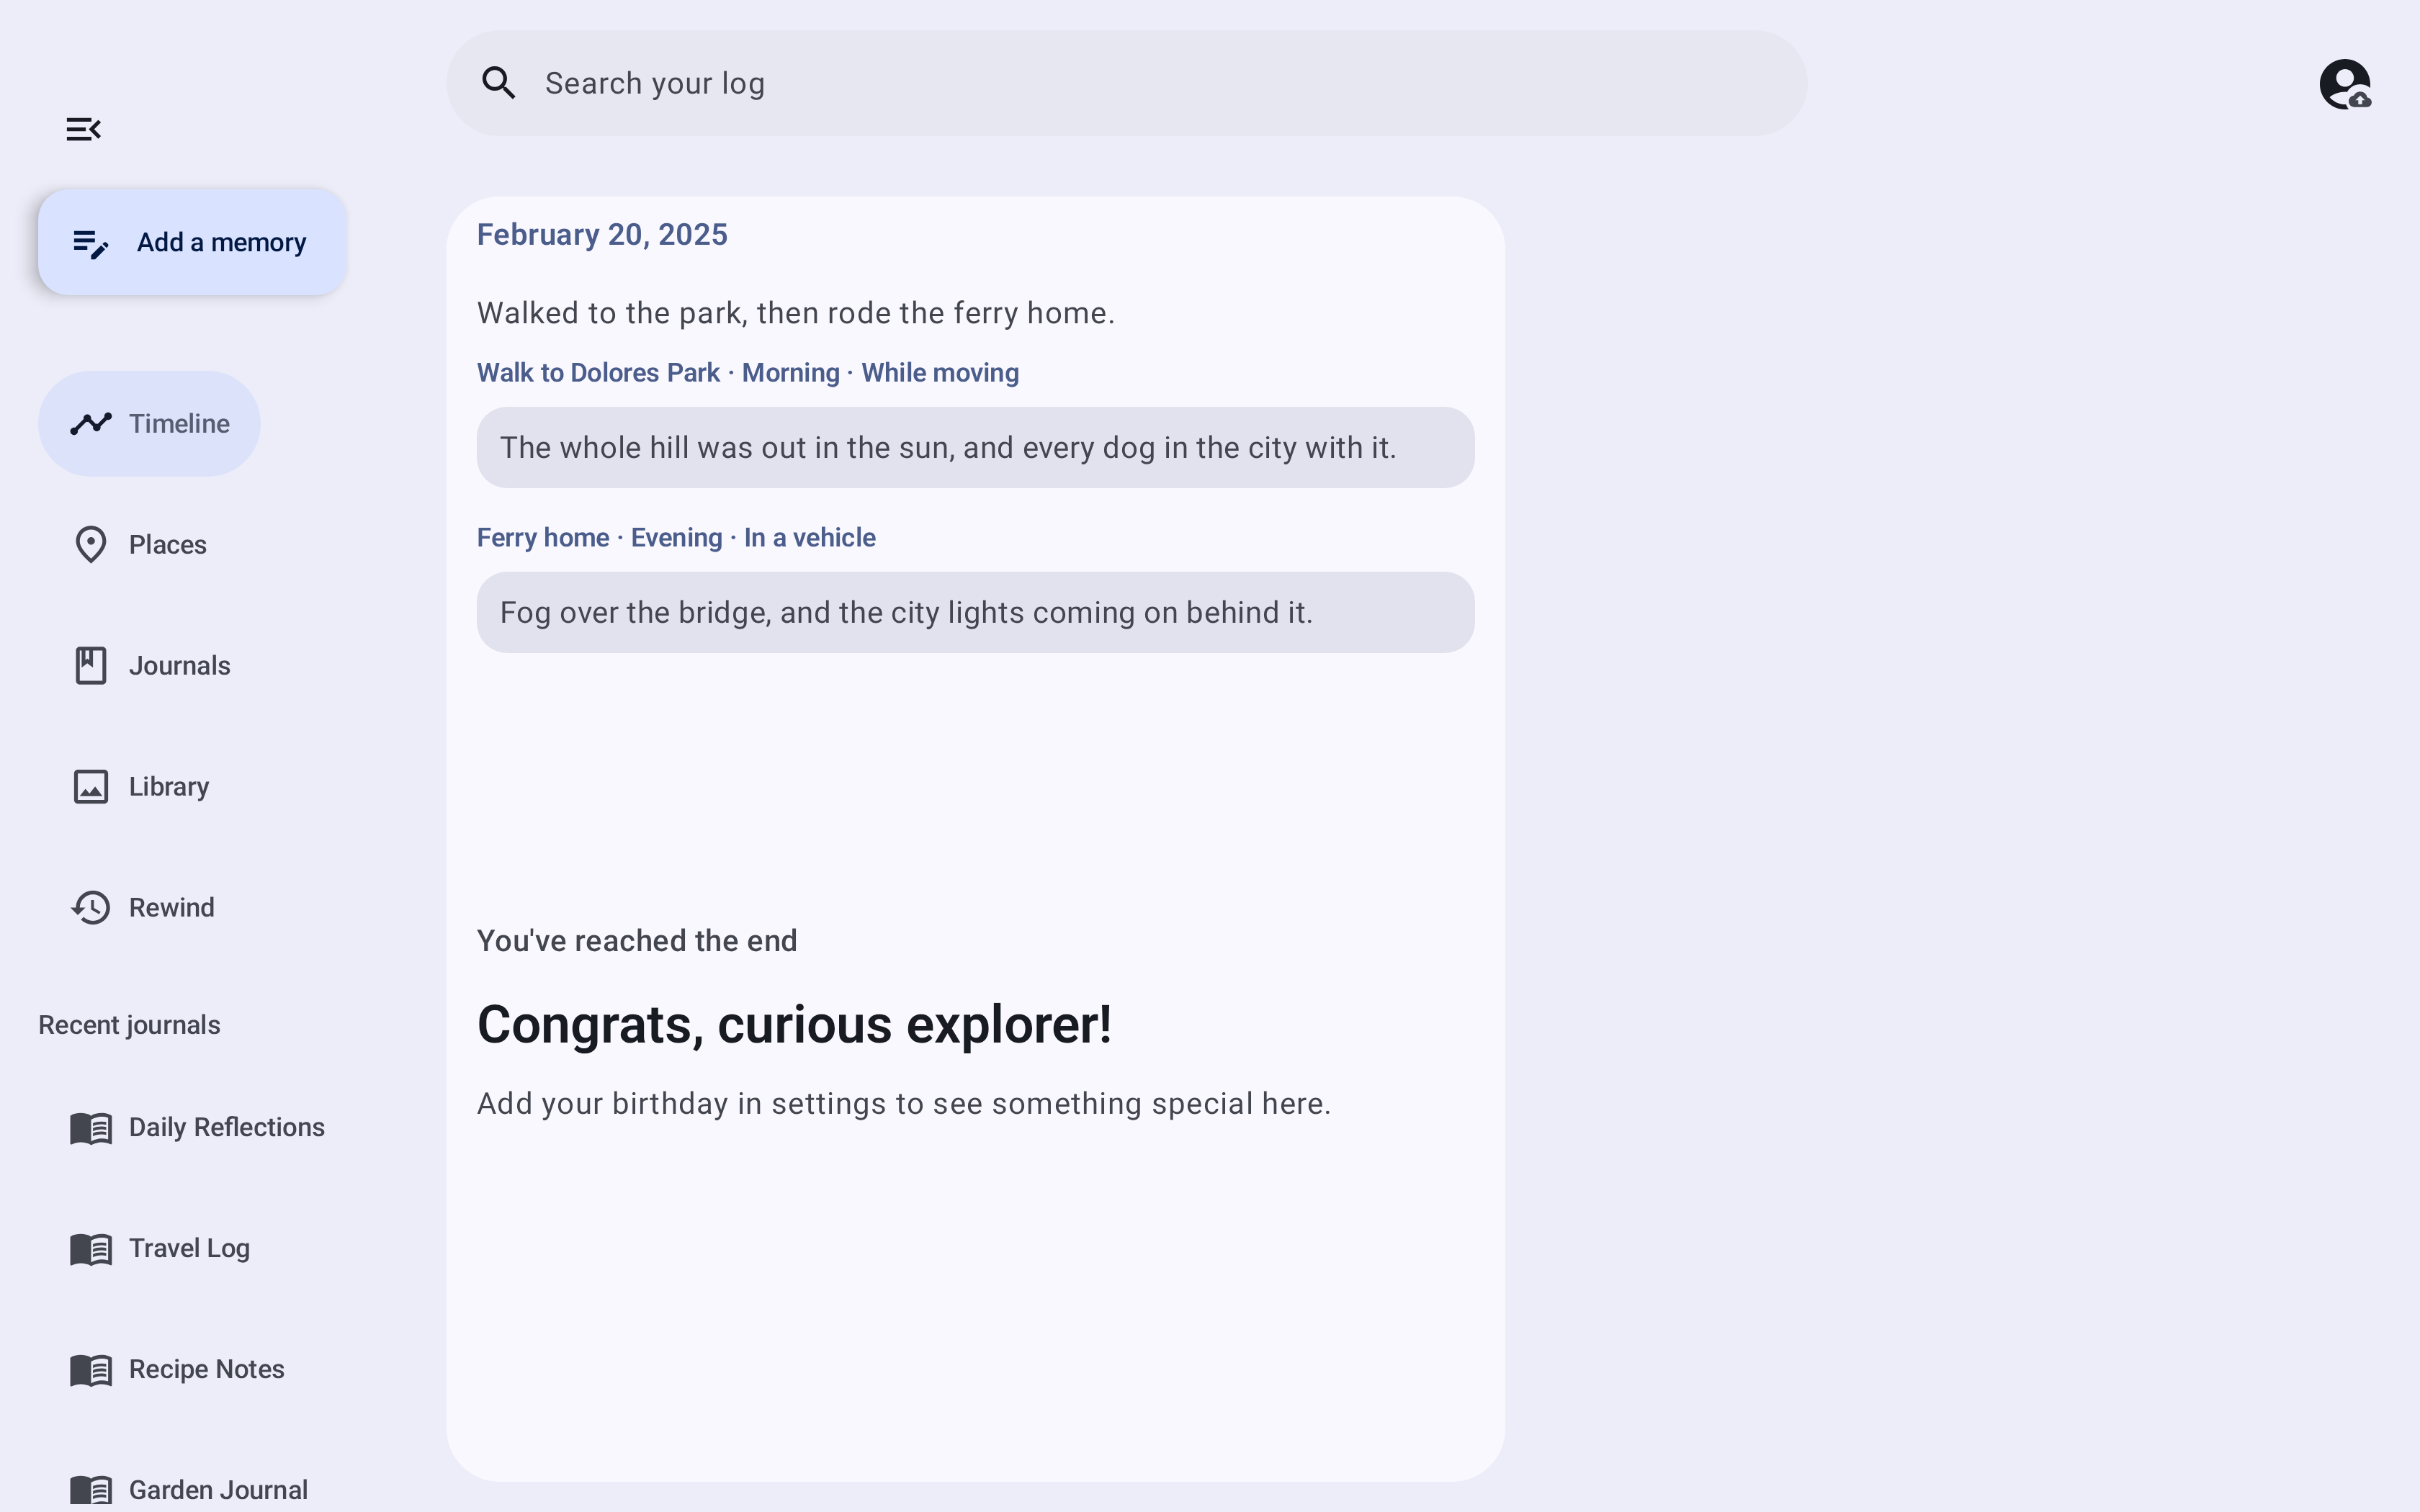 Search your log
Add a memory
Timeline
Places
Journals
Library
Rewind
Recent journals
Daily Reflections
Travel Log
Recipe Notes
Garden Journal
February 20, 2025
Walked to the park, then rode the ferry home.
Walk to Dolores Park · Morning · While moving
The whole hill was out in the sun, and every dog in the city with it.
Ferry home · Evening · In a vehicle
Fog over the bridge, and the city lights coming on behind it.
You've reached the end
Congrats, curious explorer!
Add your birthday in settings to see something special here.